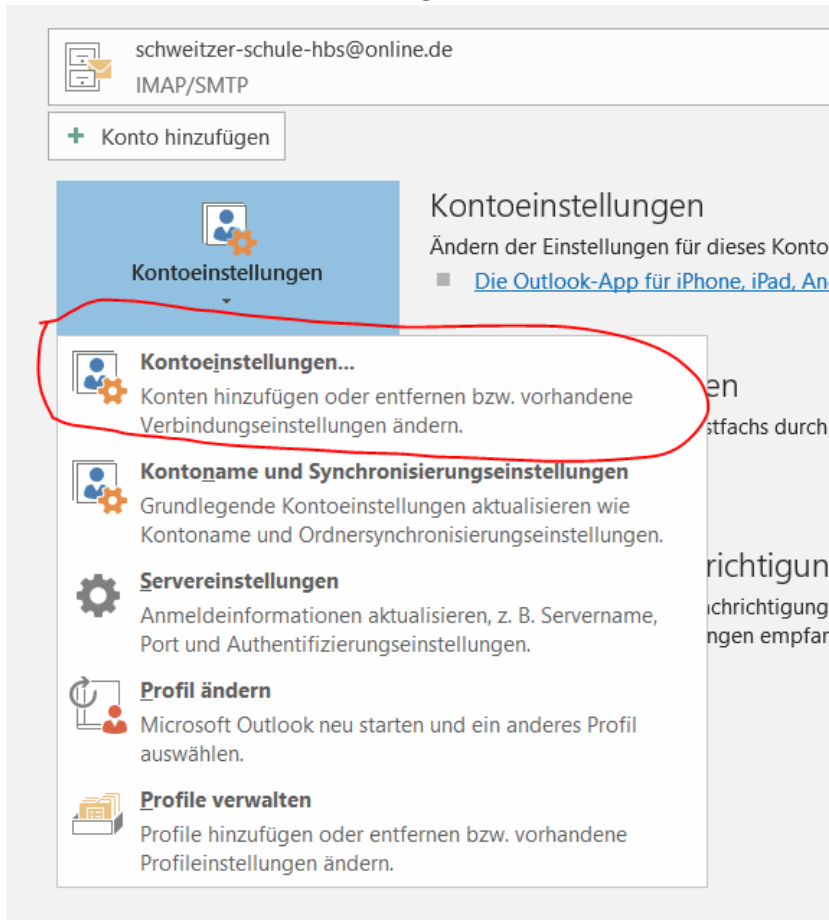 schweitzer-schule-hbs@online.de
IMAP/SMTP
+ Konto hinzufügen
Kontoeinstellungen
Kontoeinstellungen
Ändern der Einstellungen für dieses Konto
Die Outlook-App für iPhone, iPad, An
Kontoeinstellungen...
Konten hinzufügen oder entfernen bzw. vorhandene
Verbindungseinstellungen ändern.
en
stfachs durch
Kontoname und Synchronisierungseinstellungen
Grundlegende Kontoeinstellungen aktualisieren wie
Kontoname und Ordnersynchronisierungseinstellungen.
Servereinstellungen
Anmeldeinformationen aktualisieren, z. B. Servername,
Port und Authentifizierungseinstellungen.
richtigun
chrichtigung
ngen empfar
Profil ändern
Microsoft Outlook neu starten und ein anderes Profil
auswählen.
Profile verwalten
Profile hinzufügen oder entfernen bzw. vorhandene
Profileinstellungen ändern.